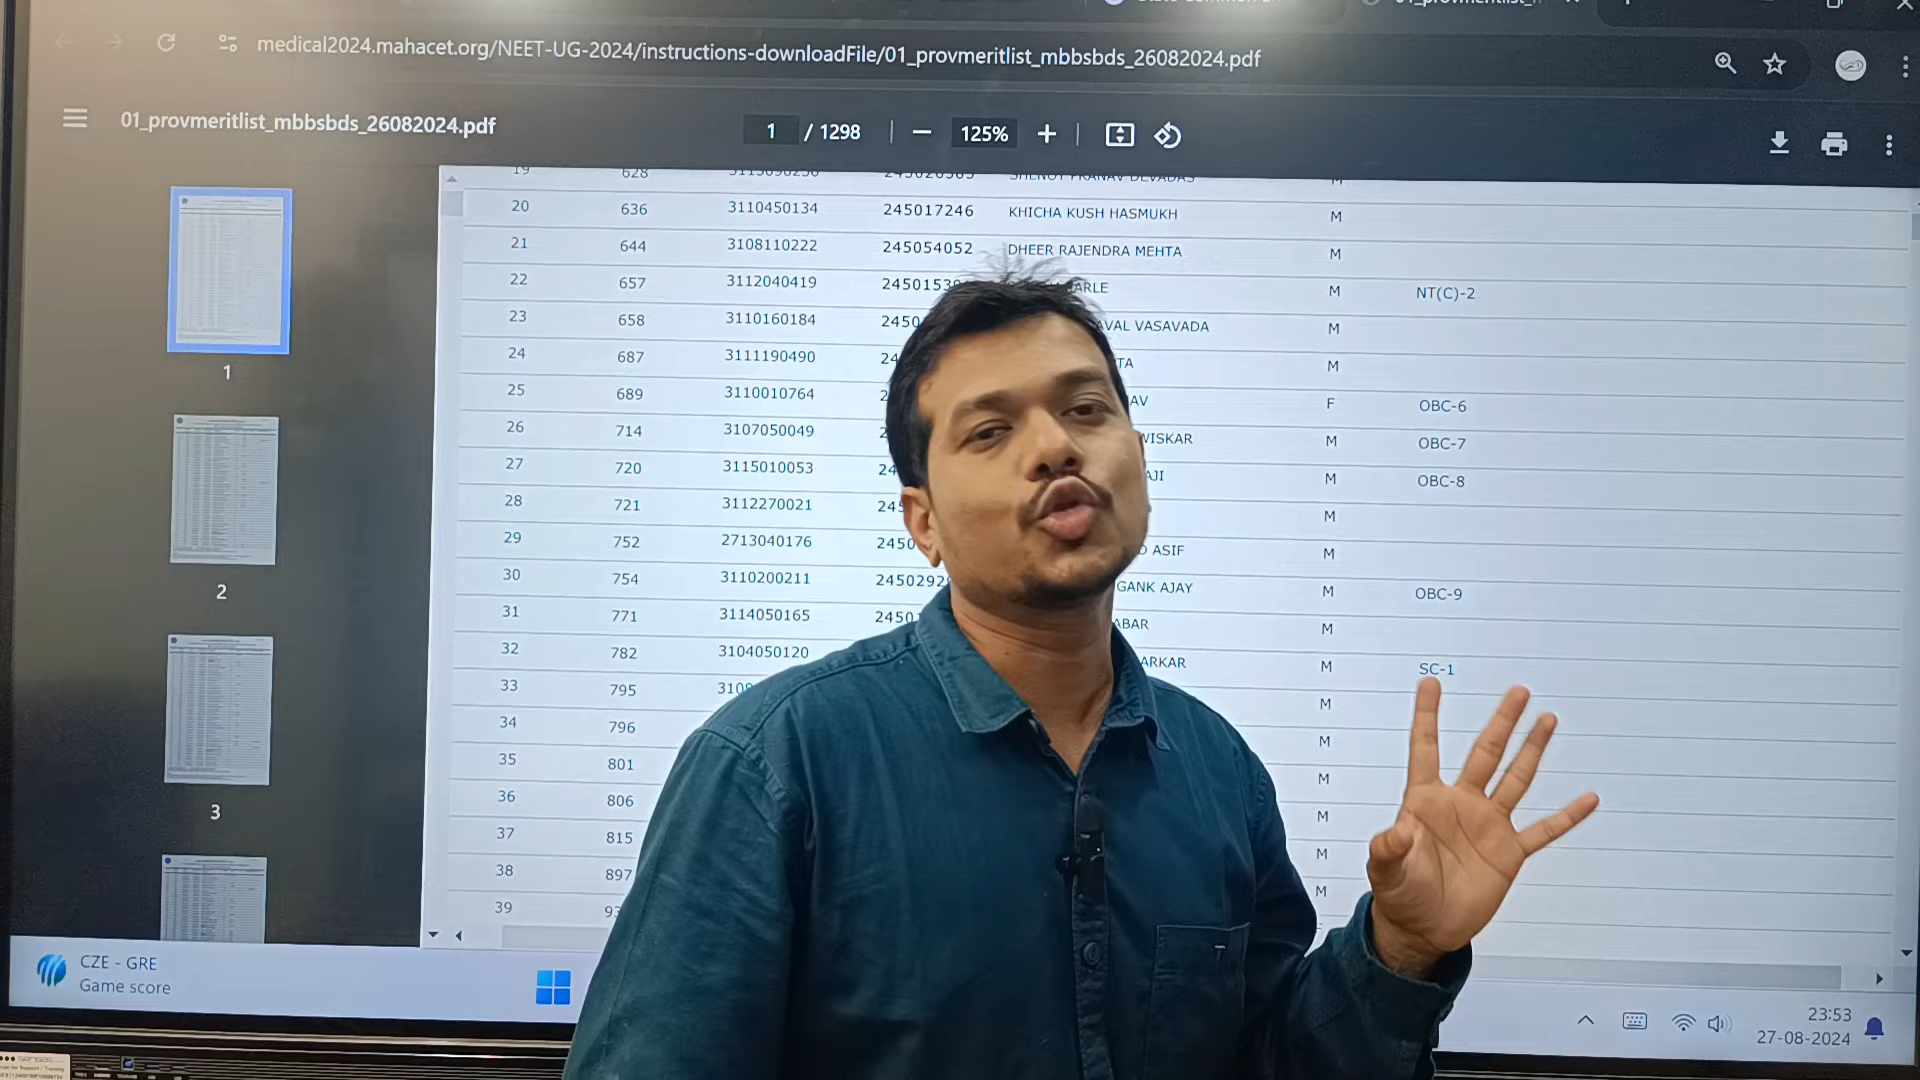 medical2024.mahacet.org/NEET-UG-2024/instructions-downloadFile/01_provmeritlist_mbbsbds_26082024.pdf
01_provmeritlist_mbbsbds_26082024.pdf
1 / 1298
125%
19 628 SHENOY PRANAV DEVADAS M
20 636 3110450134 245017246 KHICHA KUSH HASMUKH M
21 644 3108110222 245054052 DHEER RAJENDRA MEHTA M
22 657 3112040419 M NT(C)-2
23 658 3110160184 VASAVADA M
24 687 3111190490 M
25 689 3110010764 F OBC-6
26 714 3107050049 M OBC-7
27 720 3115010053 M OBC-8
28 721 3112270021 M
29 752 2713040176 ASIF M
30 754 3110200211 AJAY M OBC-9
31 771 3114050165 M
32 782 3104050120 M SC-1
33 795 M
34 796 M
35 801 M
36 806 M
37 815 M
38 897 M
39
1
2
3
CZE - GRE
Game score
23:53
27-08-2024